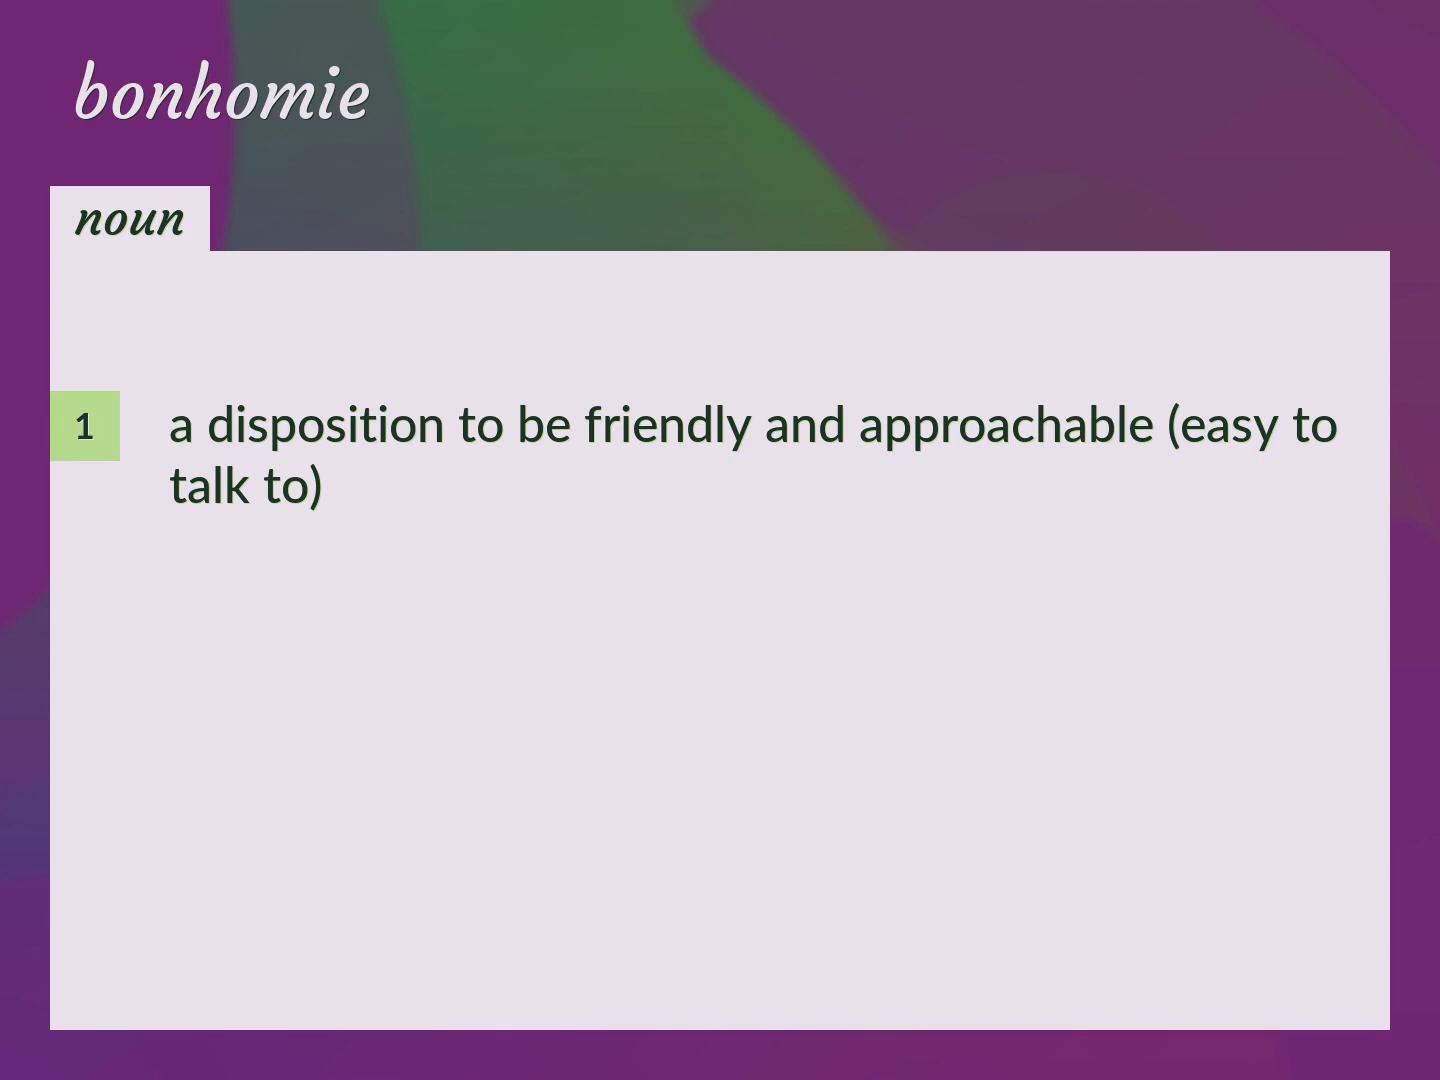 bonhomie
noun
1 a disposition to be friendly and approachable (easy to
talk to)